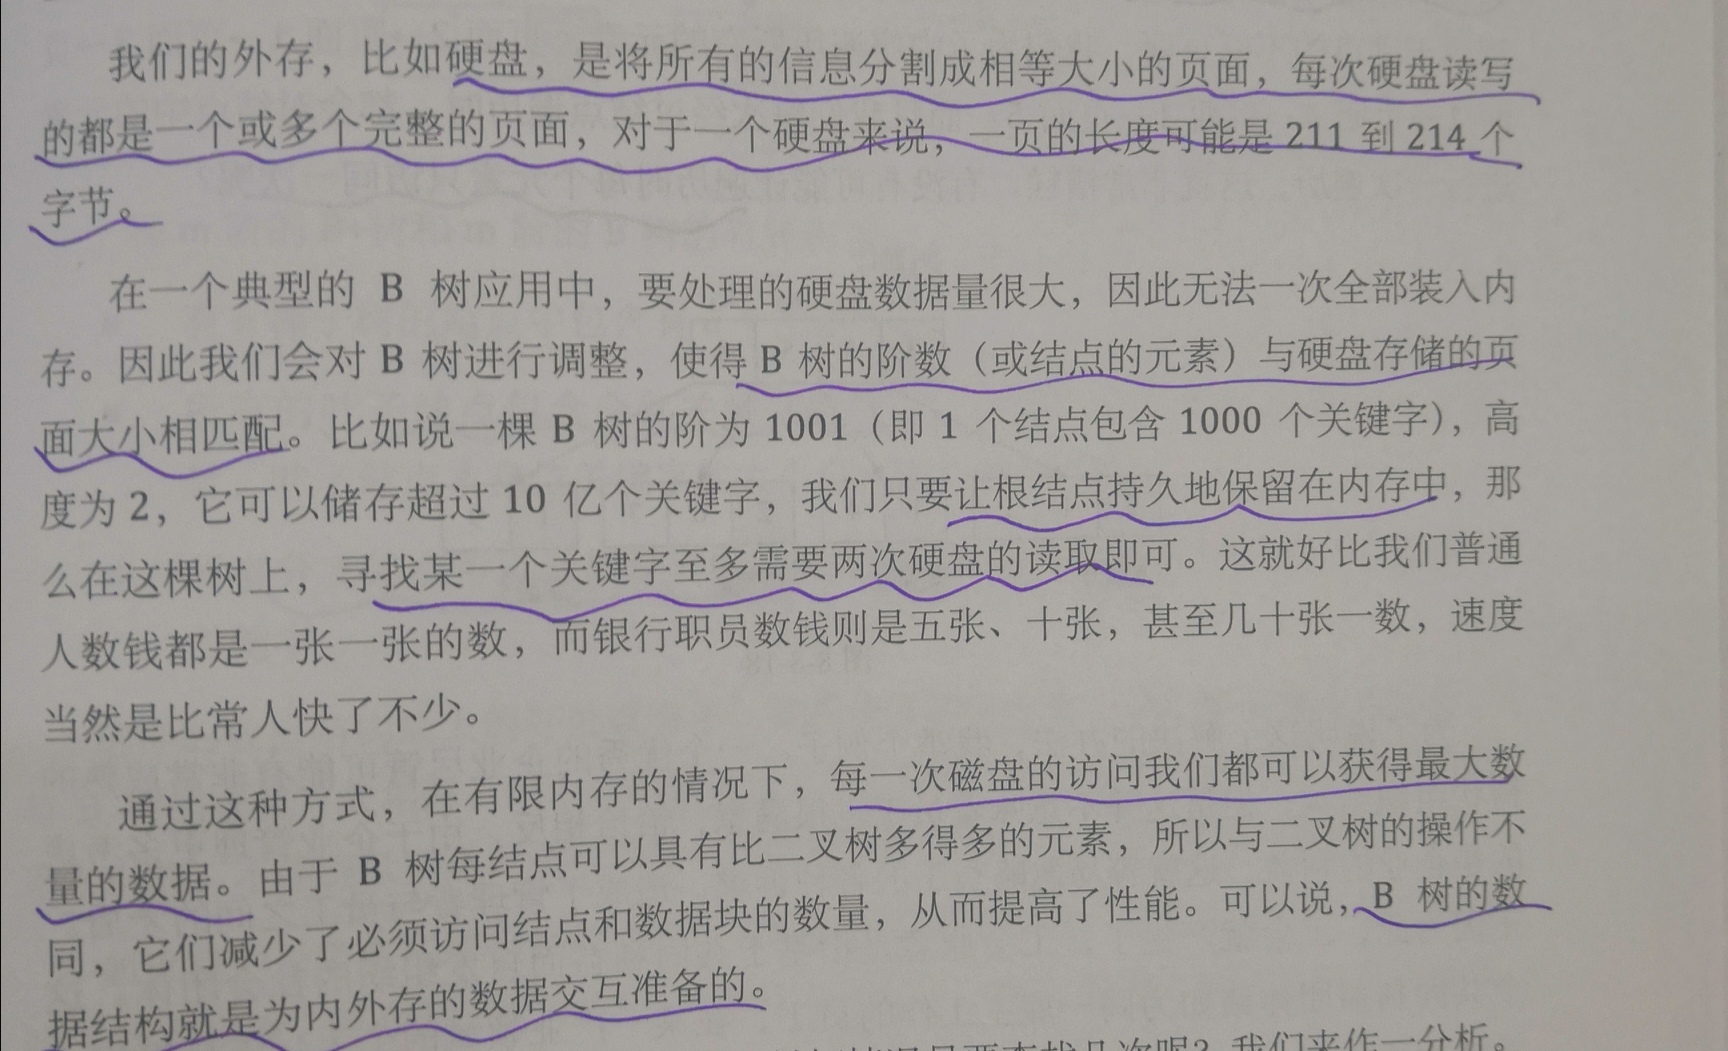 我们的外存，比如硬盘，是将所有的信息分割成相等大小的页面，每次硬盘读写
的都是一个或多个完整的页面，对于一个硬盘来说，一页的长度可能是 211 到 214 个
字节。
在一个典型的 B 树应用中，要处理的硬盘数据量很大，因此无法一次全部装入内
存。因此我们会对 B 树进行调整，使得 B 树的阶数（或结点的元素）与硬盘存储的页
面大小相匹配。比如说一棵 B 树的阶为 1001（即 1 个结点包含 1000 个关键字），高
度为 2，它可以储存超过 10 亿个关键字，我们只要让根结点持久地保留在内存中，那
么在这棵树上，寻找某一个关键字至多需要两次硬盘的读取即可。这就好比我们普通
人数钱都是一张一张的数，而银行职员数钱则是五张、十张，甚至几十张一数，速度
当然是比常人快了不少。
通过这种方式，在有限内存的情况下，每一次磁盘的访问我们都可以获得最大数
量的数据。由于 B 树每结点可以具有比二叉树多得多的元素，所以与二叉树的操作不
同，它们减少了必须访问结点和数据块的数量，从而提高了性能。可以说，B 树的数
据结构就是为内外存的数据交互准备的。
要查找几次呢？我们来作一分析。